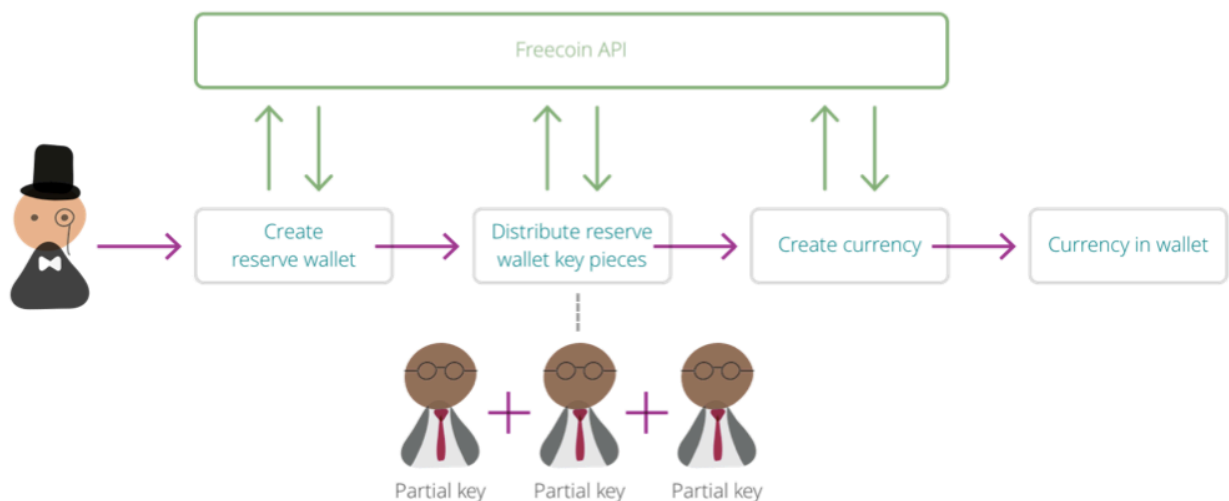 Freecoin API
Create
reserve wallet
Distribute reserve
wallet key pieces
Create currency
Currency in wallet
Partial key
Partial key
Partial key